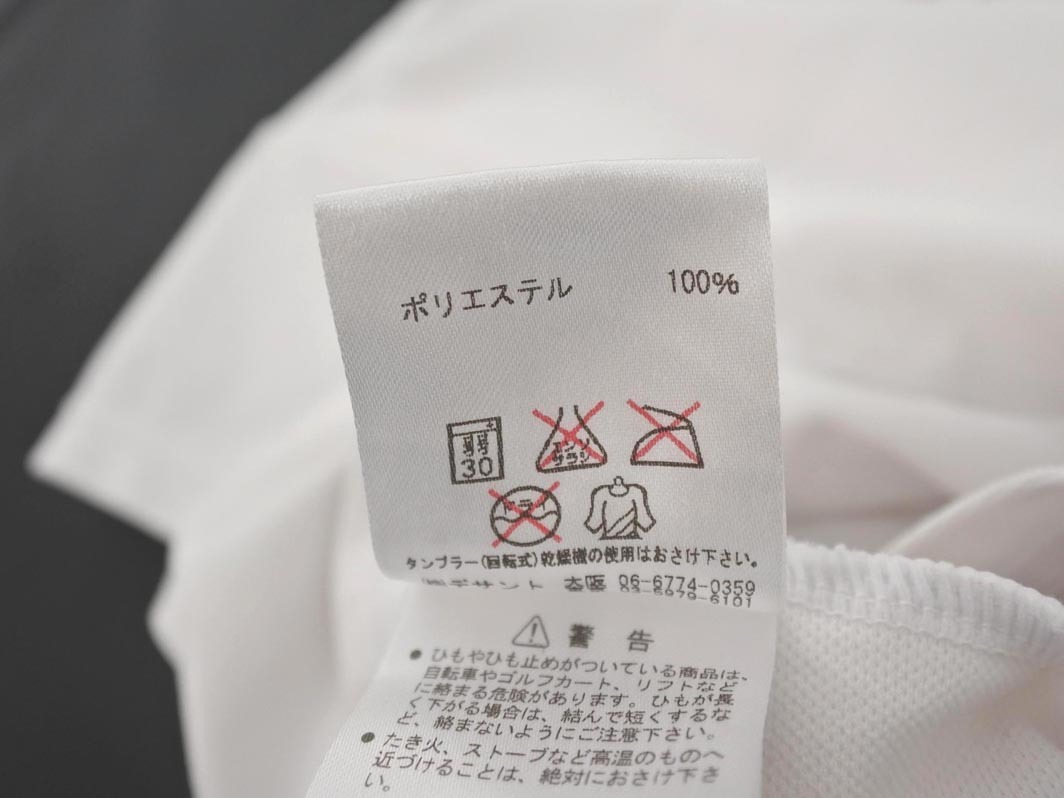 ポリエステル 100%
30
エンソ
サラシ
ドライ
タンブラー(回転式)乾燥機の使用はおさけ下さい。
デサント 大阪 06-6774-0359
警告
● ひもやひも止めがついている商品は、
自転車やゴルフカート、リフトなど
に絡まる危険があります。ひもが長
く下がる場合は、結んで短くするな
ど、絡まないようにご注意下さい。
● たき火、ストーブなど高温のものへ
近づけることは、絶対におさけ下さ
い。